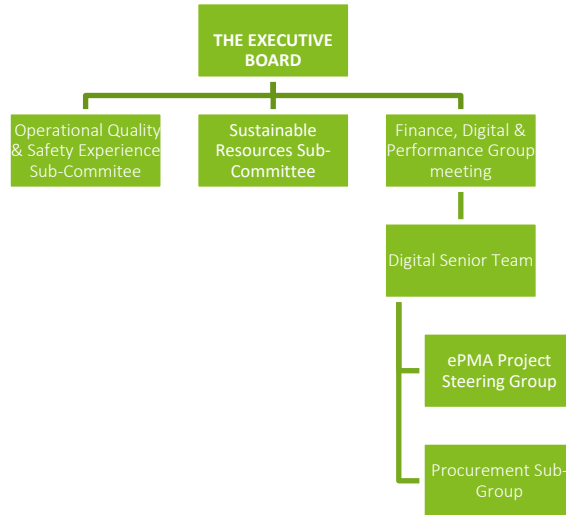 THE EXECUTIVE
BOARD
Operational Quality
& Safety Experience
Sub-Commitee
Sustainable
Resources Sub-
Committee
Finance, Digital &
Performance Group
meeting
Digital Senior Team
ePMA Project
Steering Group
Procurement Sub-
Group